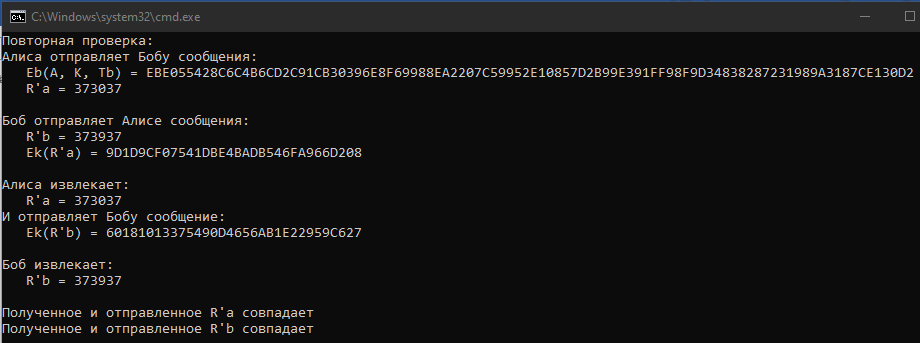 C:\Windows\system32\cmd.exe
Повторная проверка:
Алиса отправляет Бобу сообщения:
Eb(A, K, Tb) = EBE055428C6C4B6CD2C91CB30396E8F69988EA2207C59952E10857D2B99E391FF98F9D34838287231989A3187CE130D2
R'a = 373037
Боб отправляет Алисе сообщения:
R'b = 373937
Ek(R'a) = 9D1D9CF07541DBE4BADB546FA966D208
Алиса извлекает:
R'a = 373037
И отправляет Бобу сообщение:
Ek(R'b) = 60181013375490D4656AB1E22959C627
Боб извлекает:
R'b = 373937
Полученное и отправленное R'a совпадает
Полученное и отправленное R'b совпадает